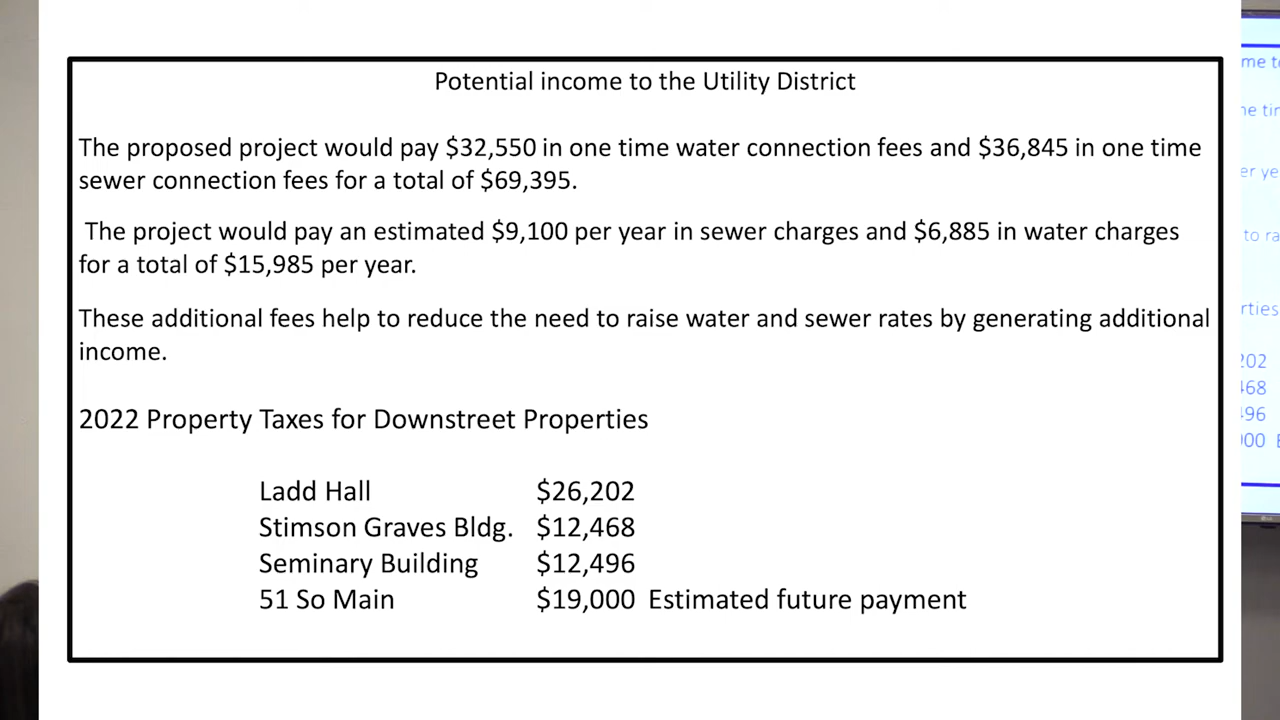 Potential income to the Utility District
The proposed project would pay $32,550 in one time water connection fees and $36,845 in one time
sewer connection fees for a total of $69,395.
The project would pay an estimated $9,100 per year in sewer charges and $6,885 in water charges
for a total of $15,985 per year.
These additional fees help to reduce the need to raise water and sewer rates by generating additional
income.
2022 Property Taxes for Downstreet Properties
Ladd Hall $26,202
Stimson Graves Bldg. $12,468
Seminary Building $12,496
51 So Main $19,000 Estimated future payment